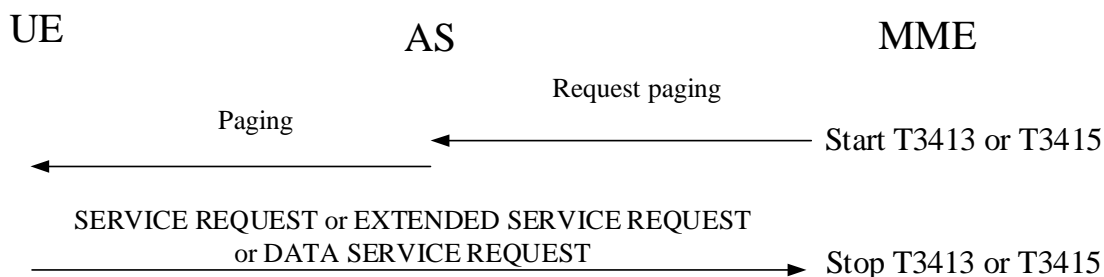 UE
AS
MME
Request paging
Paging
Start T3413 or T3415
SERVICE REQUEST or EXTENDED SERVICE REQUEST
or DATA SERVICE REQUEST
Stop T3413 or T3415